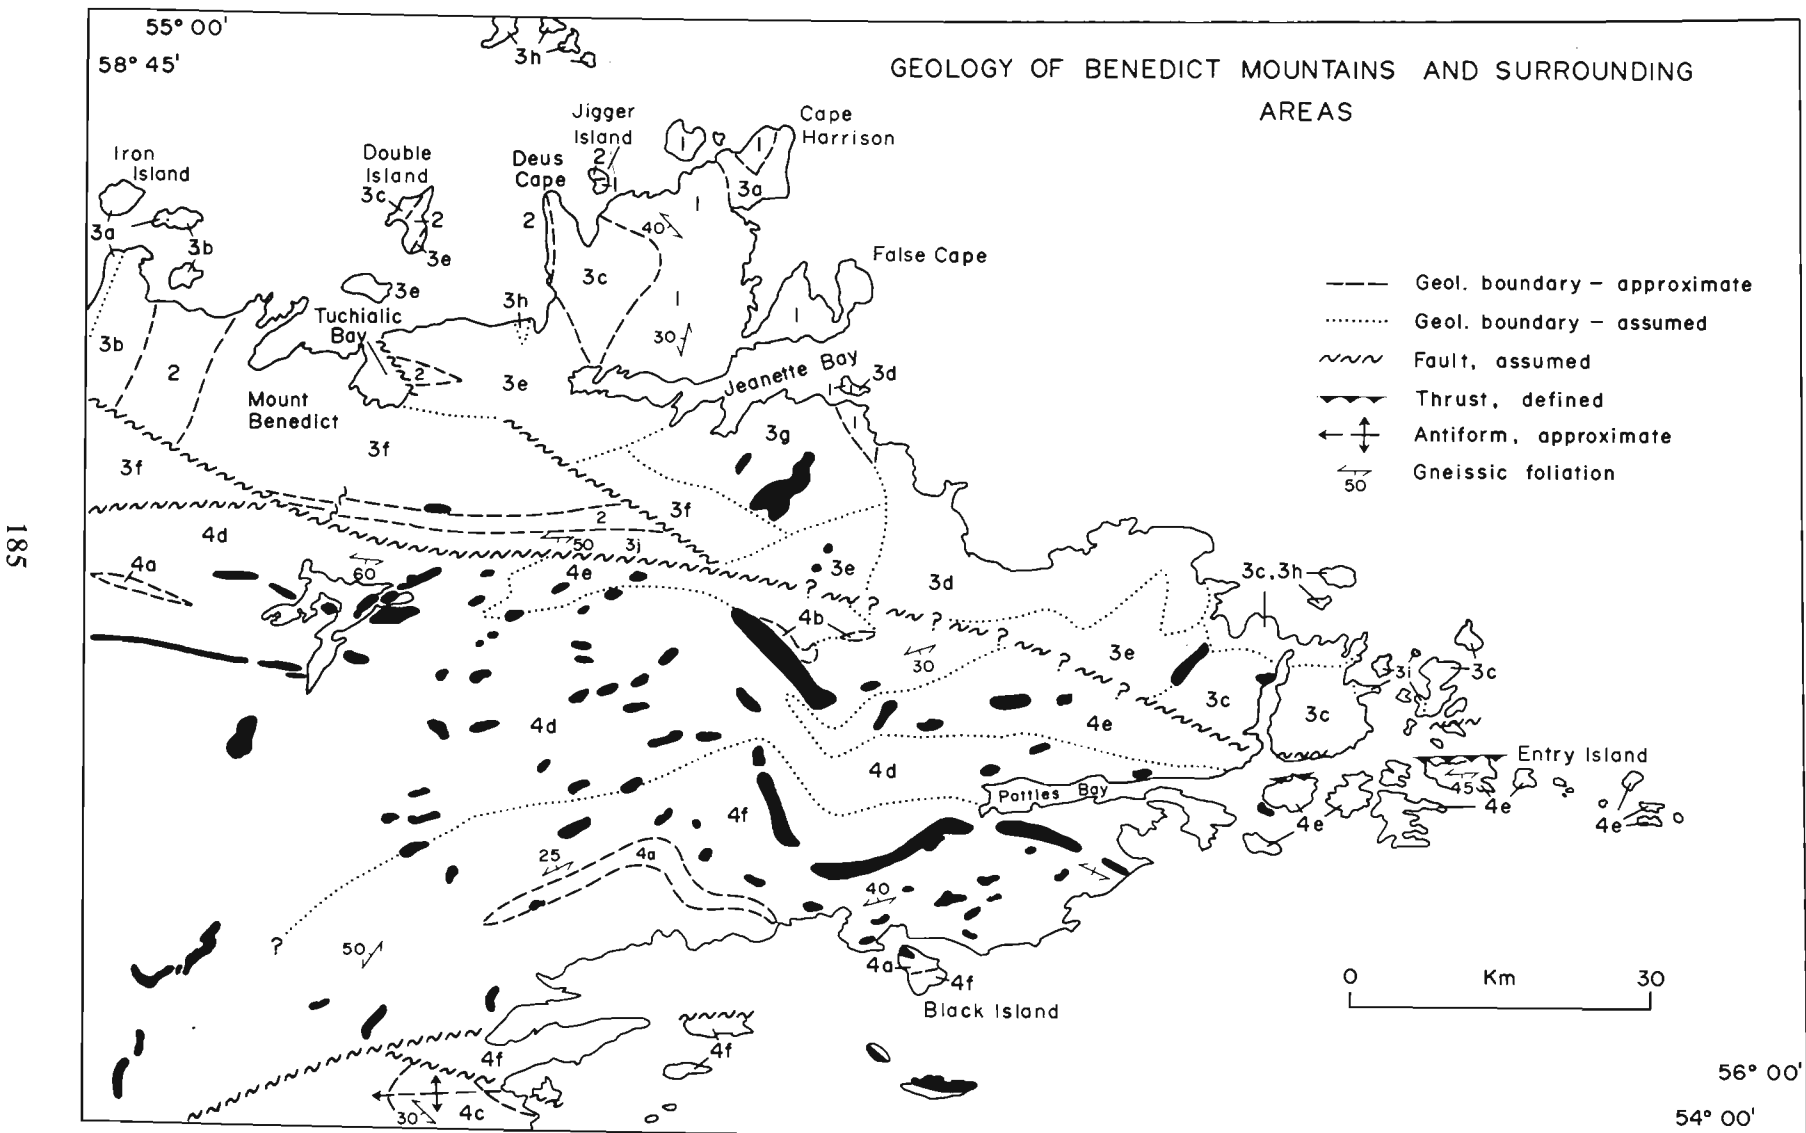 55° 00'
58° 45'
3h
GEOLOGY OF BENEDICT MOUNTAINS AND SURROUNDING
AREAS
Jigger
Island
2
1
1
1
Cape
Harrison
3a
Iron
Island
Double
Island
Deus
Cape
3c
2
3e
2
3a
3b
40
1
3c
False Cape
3e
3h
1
1
30
Tuchialic
Bay
3b
2
2
3e
Jeanette Bay
1
3d
1
Mount
Benedict
3f
3g
3f
Geol. boundary – approximate
Geol. boundary – assumed
Fault, assumed
Thrust, defined
Antiform, approximate
Gneissic foliation
50
3f
2
50
3j
4d
4a
60
4e
3e
3d
3c,3h
?
?
?
?
?
?
4b
30
3e
3c
3c
3i
3c
4d
4e
4d
Entry Island
45
4e
4e
4e
Pottles Bay
4f
25
4a
40
?
50
4a
4f
Black Island
0 Km 30
4f
4f
30
4c
56° 00'
54° 00'
185